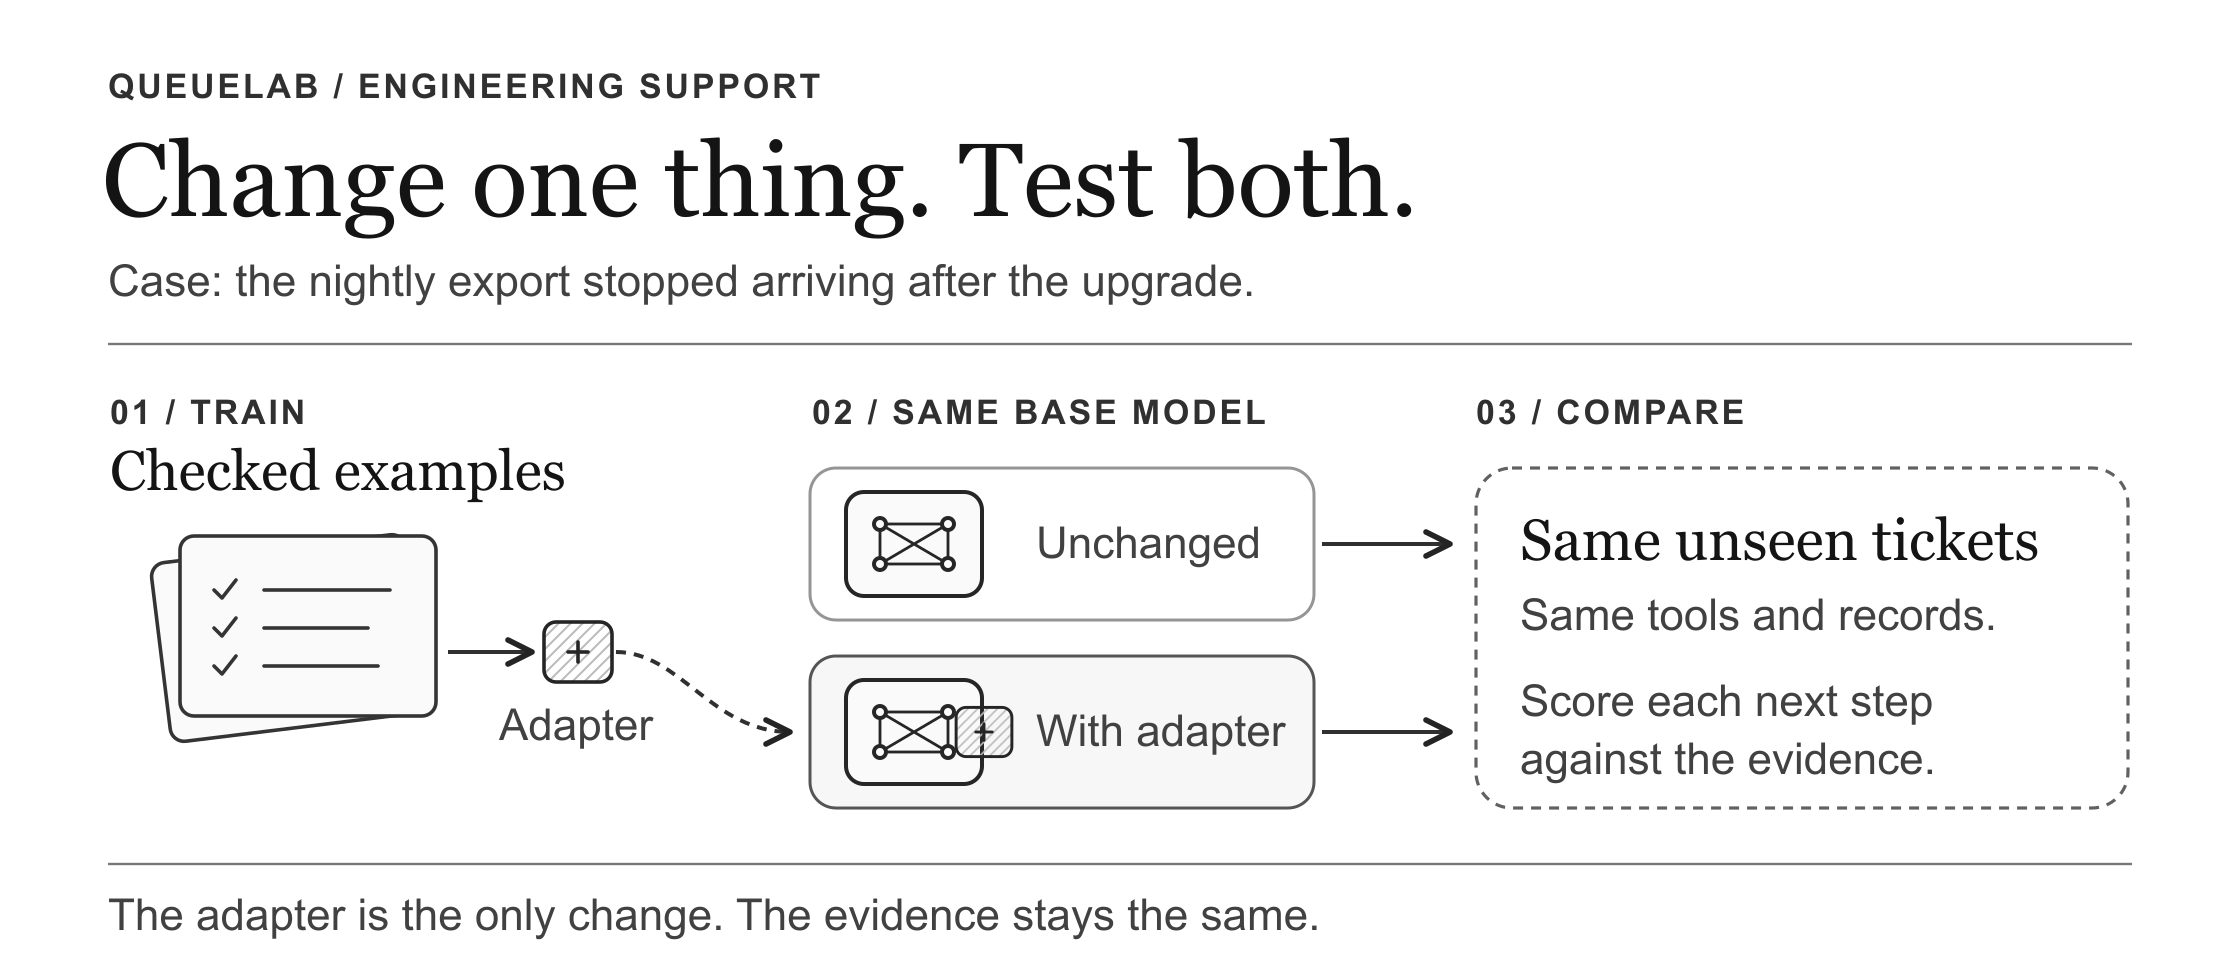 QUEUELAB / ENGINEERING SUPPORT
Change one thing. Test both.
Case: the nightly export stopped arriving after the upgrade.
01 / TRAIN
Checked examples
Adapter
02 / SAME BASE MODEL
Unchanged
With adapter
03 / COMPARE
Same unseen tickets
Same tools and records.
Score each next step
against the evidence.
The adapter is the only change. The evidence stays the same.